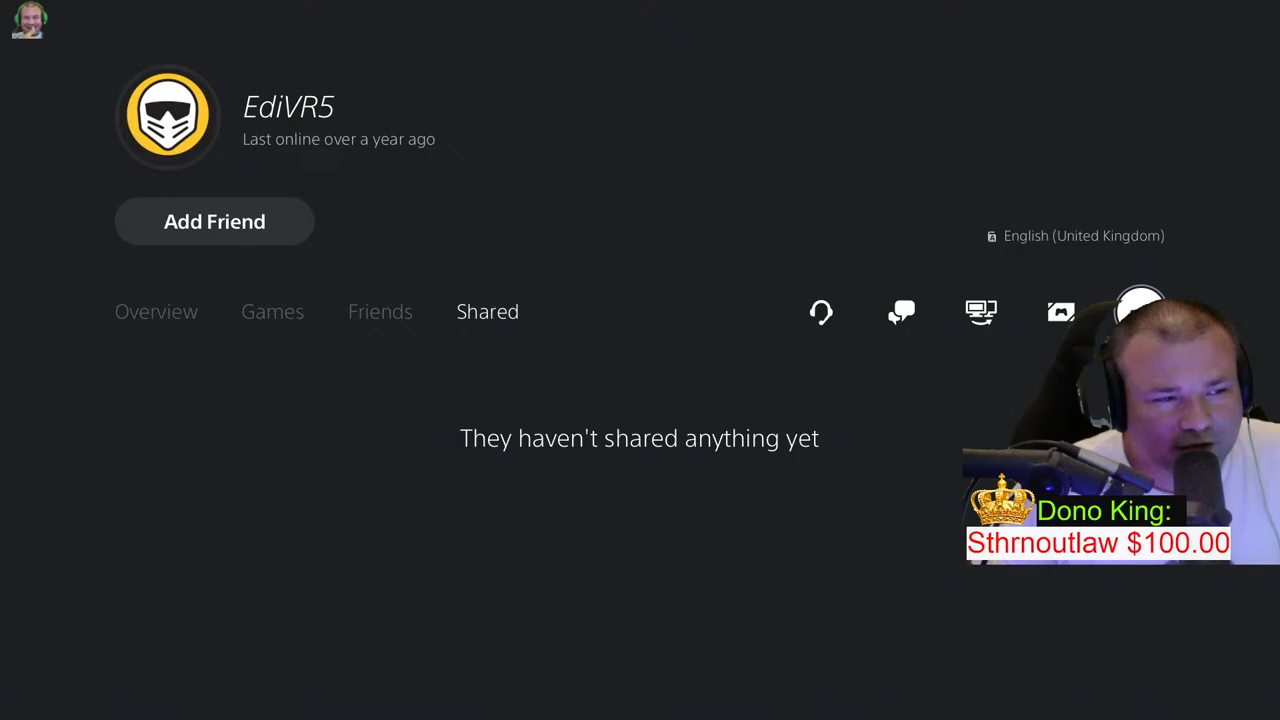 EdiVR5
Last online over a year ago
Add Friend
English (United Kingdom)
Overview Games Friends Shared
They haven't shared anything yet
Dono King:
Sthrnoutlaw $100.00